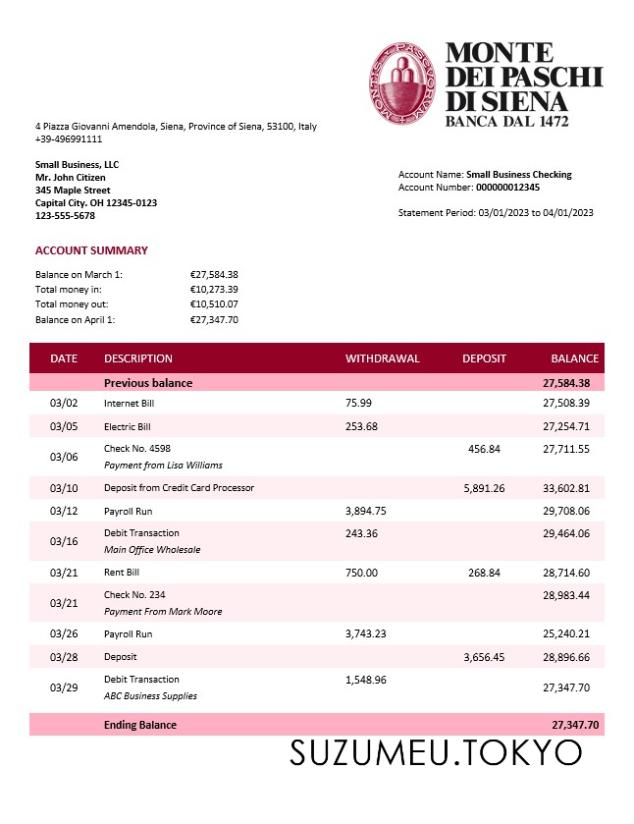 MONTIS PASCUORUM
MONTE
DEI PASCHI
DI SIENA
BANCA DAL 1472
4 Piazza Giovanni Amendola, Siena, Province of Siena, 53100, Italy
+39-496991111
Small Business, LLC
Mr. John Citizen
345 Maple Street
Capital City. OH 12345-0123
123-555-5678
Account Name: Small Business Checking
Account Number: 000000012345
Statement Period: 03/01/2023 to 04/01/2023
ACCOUNT SUMMARY
Balance on March 1: €27,584.38
Total money in: €10,273.39
Total money out: €10,510.07
Balance on April 1: €27,347.70
DATE DESCRIPTION WITHDRAWAL DEPOSIT BALANCE
Previous balance 27,584.38
03/02 Internet Bill 75.99 27,508.39
03/05 Electric Bill 253.68 27,254.71
03/06 Check No. 4598 456.84 27,711.55
Payment from Lisa Williams
03/10 Deposit from Credit Card Processor 5,891.26 33,602.81
03/12 Payroll Run 3,894.75 29,708.06
03/16 Debit Transaction 243.36 29,464.06
Main Office Wholesale
03/21 Rent Bill 750.00 268.84 28,714.60
03/21 Check No. 234 28,983.44
Payment From Mark Moore
03/26 Payroll Run 3,743.23 25,240.21
03/28 Deposit 3,656.45 28,896.66
03/29 Debit Transaction 1,548.96 27,347.70
ABC Business Supplies
Ending Balance 27,347.70
SUZUMEU.TOKYO